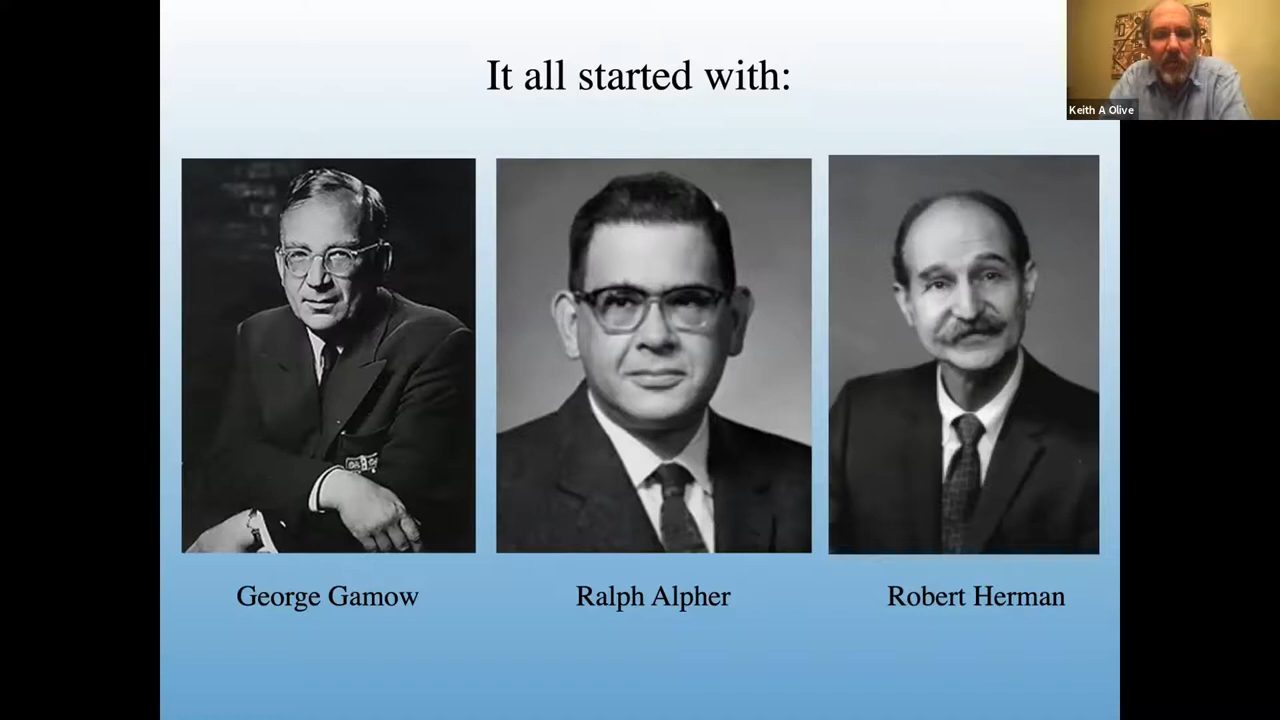 It all started with:
Keith A Olive
George Gamow
Ralph Alpher
Robert Herman